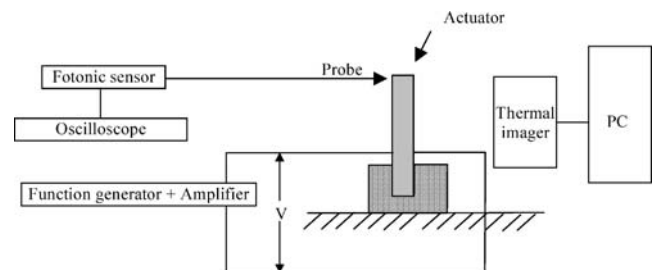 Actuator
Fotonic sensor
Probe
Oscilloscope
Thermal
imager
PC
Function generator + Amplifier
V